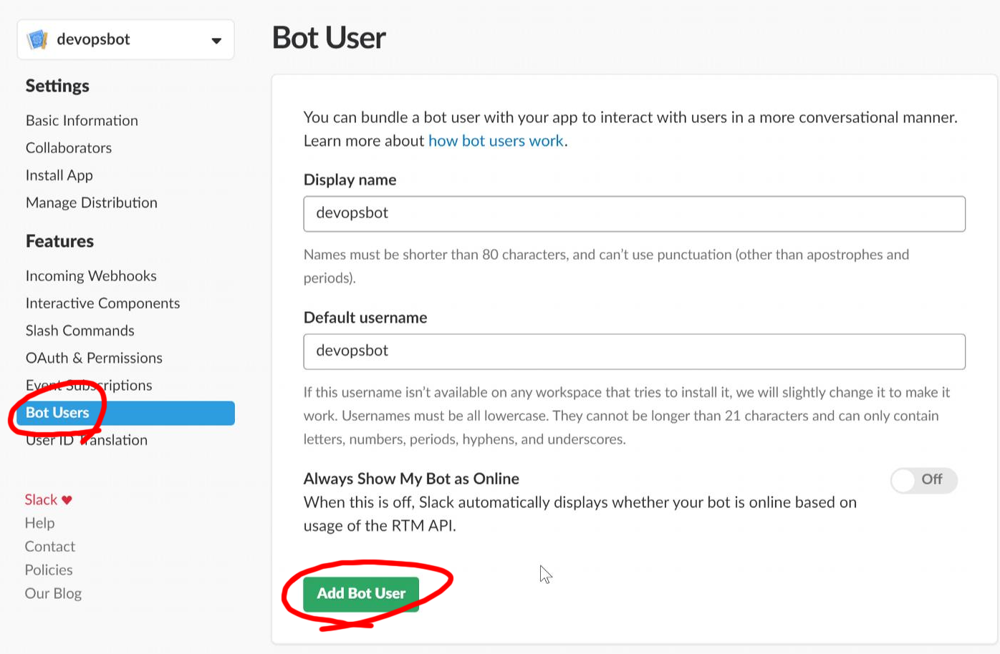 devopsbot
Settings
Basic Information
Collaborators
Install App
Manage Distribution
Features
Incoming Webhooks
Interactive Components
Slash Commands
OAuth & Permissions
Event Subscriptions
Bot Users
User ID Translation
Slack ♥
Help
Contact
Policies
Our Blog
Bot User
You can bundle a bot user with your app to interact with users in a more conversational manner.
Learn more about how bot users work.
Display name
devopsbot
Names must be shorter than 80 characters, and can’t use punctuation (other than apostrophes and
periods).
Default username
devopsbot
If this username isn’t available on any workspace that tries to install it, we will slightly change it to make it
work. Usernames must be all lowercase. They cannot be longer than 21 characters and can only contain
letters, numbers, periods, hyphens, and underscores.
Always Show My Bot as Online
Off
When this is off, Slack automatically displays whether your bot is online based on
usage of the RTM API.
Add Bot User